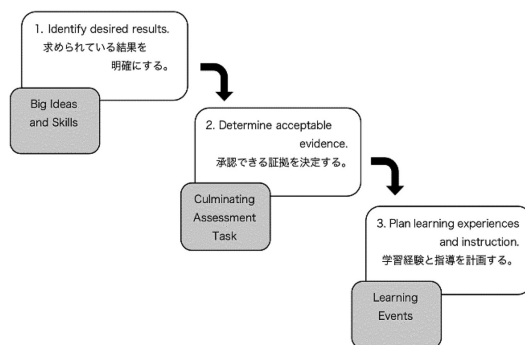 1. Identify desired results.
求められている結果を
明確にする。
Big Ideas
and Skills
2. Determine acceptable
evidence.
承認できる証拠を決定する。
Culminating
Assessment
Task
3. Plan learning experiences
and instruction.
学習経験と指導を計画する。
Learning
Events